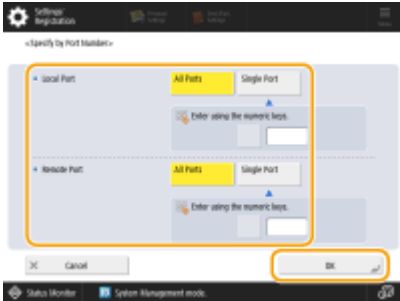 Settings/
Registration
Menu
<Specify by Port Number>
Local Port
All Ports
Single Port
Enter using the numeric keys.
Remote Port
All Ports
Single Port
Enter using the numeric keys.
Cancel
OK
Status Monitor
System Management mode.